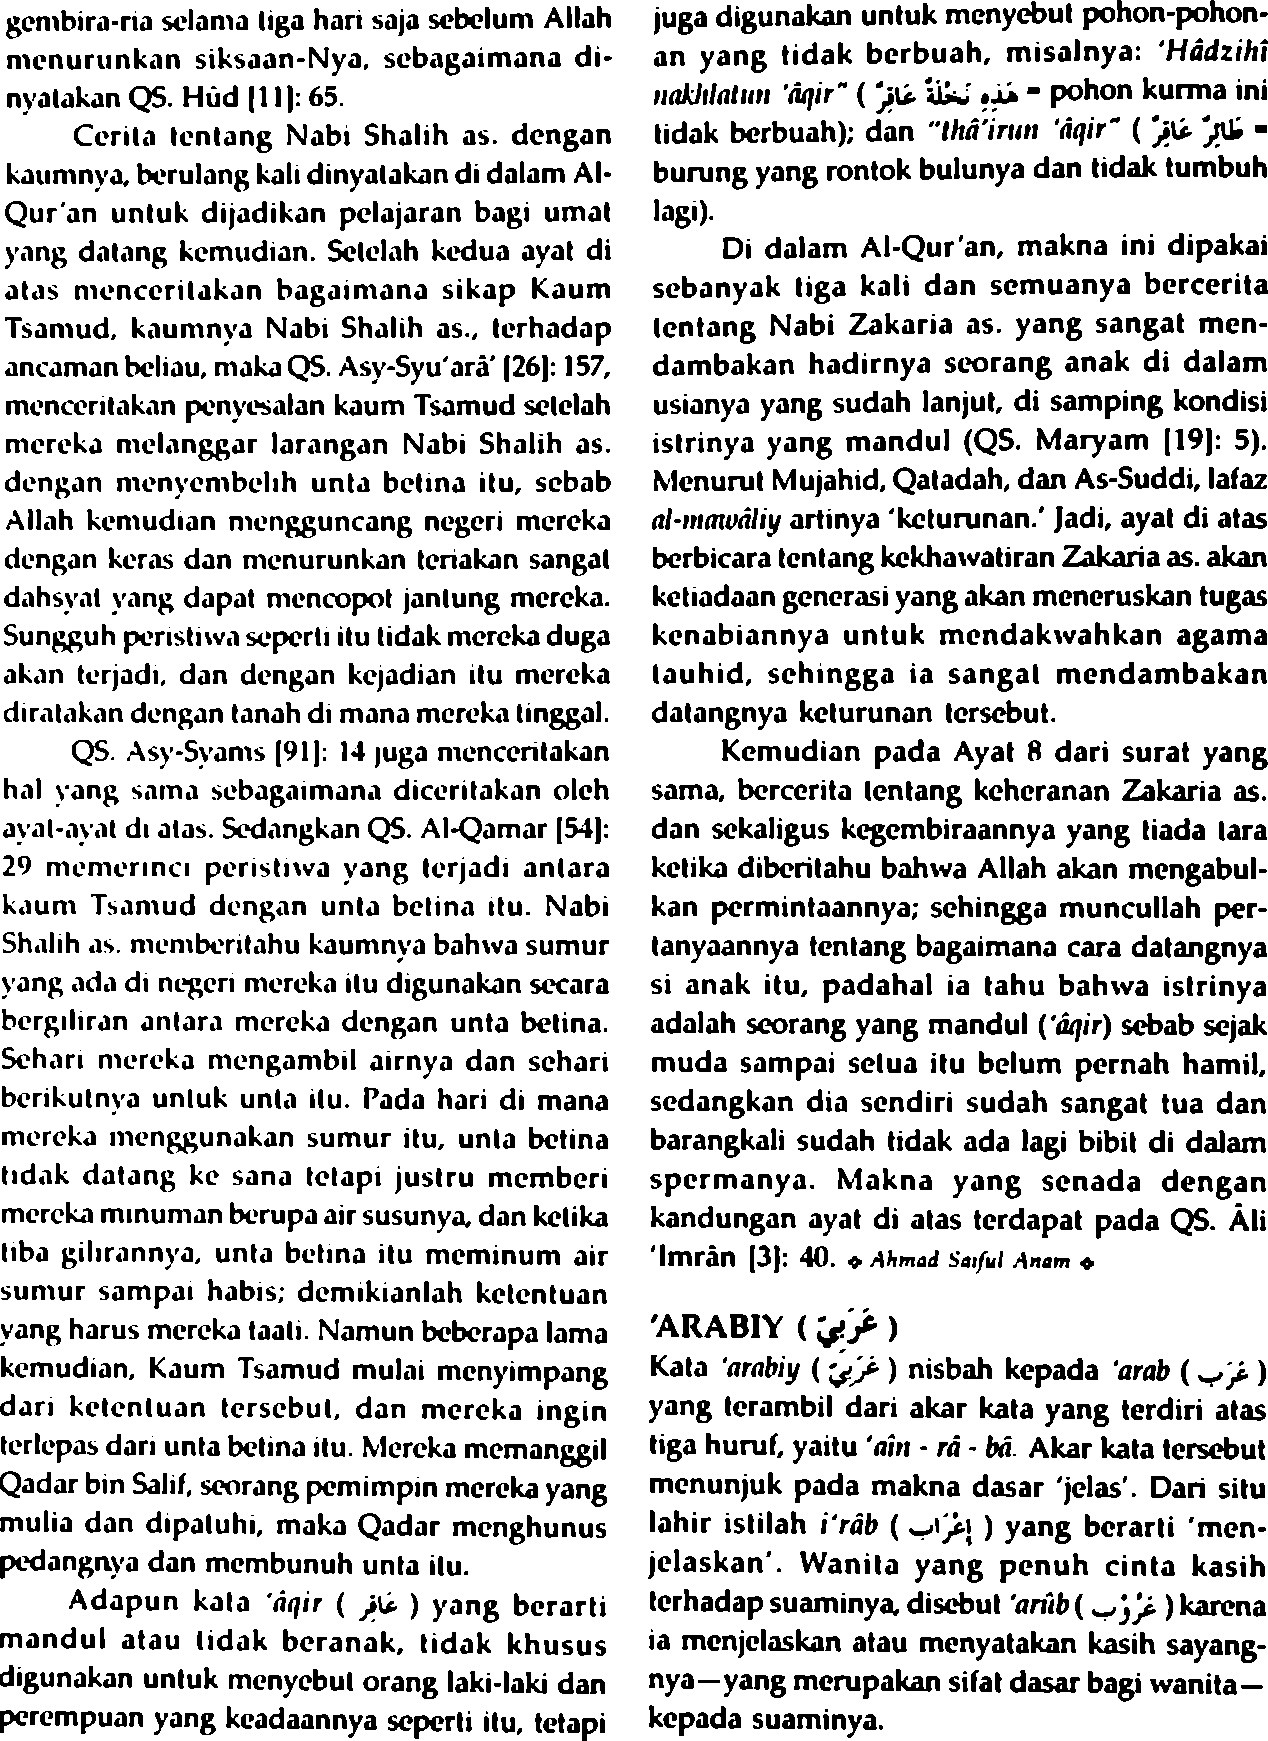 gembira-ria selama tiga hari saja sebelum Allah
menurunkan siksaan-Nya, sebagaimana di-
nyatakan QS. Hûd [11]: 65.
Cerita tentang Nabi Shalih as. dengan
kaumnya, berulang kali dinyatakan di dalam Al-
Qur'an untuk dijadikan pelajaran bagi umat
yang datang kemudian. Setelah kedua ayat di
atas menceritakan bagaimana sikap Kaum
Tsamud, kaumnya Nabi Shalih as., terhadap
ancaman beliau, maka QS. Asy-Syu'arâ' [26]: 157,
menceritakan penyesalan kaum Tsamud setelah
mereka melanggar larangan Nabi Shalih as.
dengan menyembelih unta betina itu, sebab
Allah kemudian mengguncang negeri mereka
dengan keras dan menurunkan teriakan sangat
dahsyat yang dapat mencopot jantung mereka.
Sungguh peristiwa seperti itu tidak mereka duga
akan terjadi, dan dengan kejadian itu mereka
diratakan dengan tanah di mana mereka tinggal.
QS. Asy-Syams [91]: 14 juga menceritakan
hal yang sama sebagaimana diceritakan oleh
ayat-ayat di atas. Sedangkan QS. Al-Qamar [54]:
29 memerinci peristiwa yang terjadi antara
kaum Tsamud dengan unta betina itu. Nabi
Shalih as. memberitahu kaumnya bahwa sumur
yang ada di negeri mereka itu digunakan secara
bergiliran antara mereka dengan unta betina.
Sehari mereka mengambil airnya dan sehari
berikutnya untuk unta itu. Pada hari di mana
mereka menggunakan sumur itu, unta betina
tidak datang ke sana tetapi justru memberi
mereka minuman berupa air susunya, dan ketika
tiba gilirannya, unta betina itu meminum air
sumur sampai habis; demikianlah ketentuan
yang harus mereka taati. Namun beberapa lama
kemudian, Kaum Tsamud mulai menyimpang
dari ketentuan tersebut, dan mereka ingin
terlepas dari unta betina itu. Mereka memanggil
Qadar bin Salif, seorang pemimpin mereka yang
mulia dan dipatuhi, maka Qadar menghunus
pedangnya dan membunuh unta itu.
Adapun kata 'âqir ( عَاقِر ) yang berarti
mandul atau tidak beranak, tidak khusus
digunakan untuk menyebut orang laki-laki dan
perempuan yang keadaannya seperti itu, tetapi
juga digunakan untuk menyebut pohon-pohon-
an yang tidak berbuah, misalnya: 'Hâdzihî
nakhlatun 'âqir" ( هَذِهِ نَخْلَةٌ عَاقِرٌ = pohon kurma ini
tidak berbuah); dan "thâ'irun 'âqir" ( طَائِرٌ عَاقِرٌ =
burung yang rontok bulunya dan tidak tumbuh
lagi).
Di dalam Al-Qur'an, makna ini dipakai
sebanyak tiga kali dan semuanya bercerita
tentang Nabi Zakaria as. yang sangat men-
dambakan hadirnya seorang anak di dalam
usianya yang sudah lanjut, di samping kondisi
istrinya yang mandul (QS. Maryam [19]: 5).
Menurut Mujahid, Qatadah, dan As-Suddi, lafaz
al-mawâliy artinya 'keturunan.' Jadi, ayat di atas
berbicara tentang kekhawatiran Zakaria as. akan
ketiadaan generasi yang akan meneruskan tugas
kenabiannya untuk mendakwahkan agama
tauhid, sehingga ia sangat mendambakan
datangnya keturunan tersebut.
Kemudian pada Ayat 8 dari surat yang
sama, bercerita tentang keheranan Zakaria as.
dan sekaligus kegembiraannya yang tiada tara
ketika diberitahu bahwa Allah akan mengabul-
kan permintaannya; sehingga muncullah per-
tanyaannya tentang bagaimana cara datangnya
si anak itu, padahal ia tahu bahwa istrinya
adalah seorang yang mandul ('âqir) sebab sejak
muda sampai setua itu belum pernah hamil,
sedangkan dia sendiri sudah sangat tua dan
barangkali sudah tidak ada lagi bibit di dalam
spermanya. Makna yang senada dengan
kandungan ayat di atas terdapat pada QS. Âli
'Imrân [3]: 40. ❖ Ahmad Saiful Anam ❖
'ARABIY ( عَرَبِيّ )
Kata 'arabiy ( عَرَبِيّ ) nisbah kepada 'arab ( عَرَب )
yang terambil dari akar kata yang terdiri atas
tiga huruf, yaitu 'aîn - râ - bâ. Akar kata tersebut
menunjuk pada makna dasar 'jelas'. Dari situ
lahir istilah i'râb ( إِعْرَاب ) yang berarti 'men-
jelaskan'. Wanita yang penuh cinta kasih
terhadap suaminya, disebut 'arûb ( عَرُوْب ) karena
ia menjelaskan atau menyatakan kasih sayang-
nya—yang merupakan sifat dasar bagi wanita—
kepada suaminya.